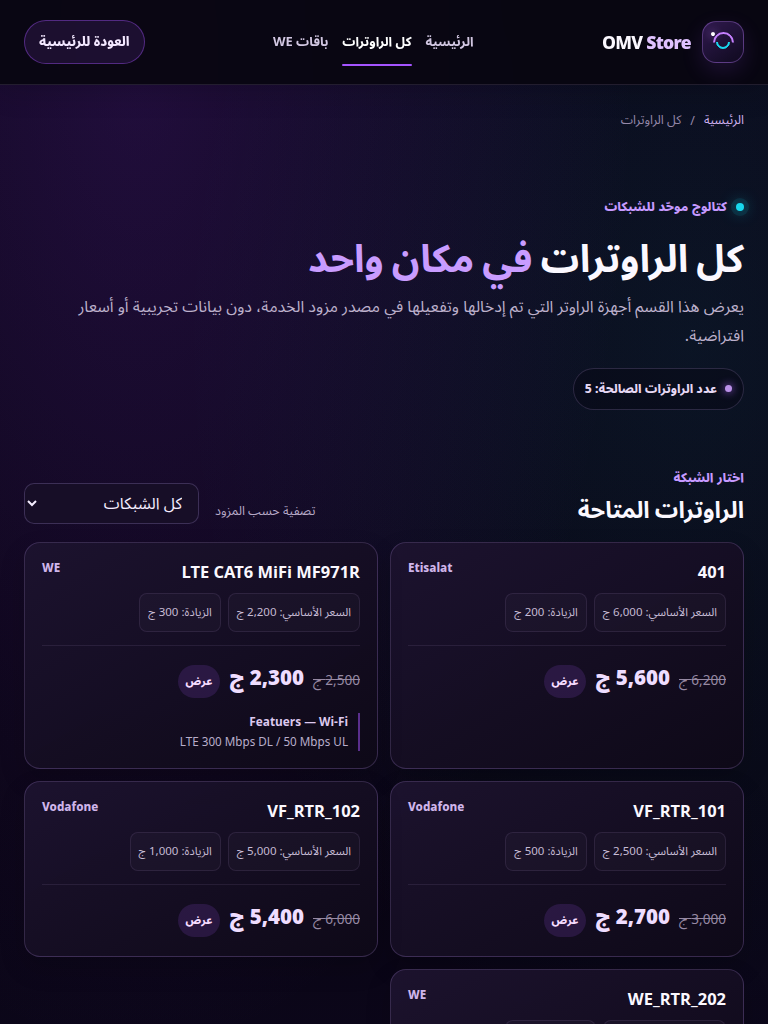 OMV Store
الرئيسية
كل الراوترات
باقات WE
العودة للرئيسية
الرئيسية / كل الراوترات
كتالوج موحّد للشبكات
كل الراوترات في مكان واحد
يعرض هذا القسم أجهزة الراوتر التي تم إدخالها وتفعيلها في مصدر مزود الخدمة، دون بيانات تجريبية أو أسعار
افتراضية.
عدد الراوترات الصالحة: 5
اختار الشبكة
الراوترات المتاحة
تصفية حسب المزود
كل الشبكات
401
Etisalat
السعر الأساسي: 6,000 ج
الزيادة: 200 ج
6,200 ج
5,600 ج
عرض
LTE CAT6 MiFi MF971R
WE
السعر الأساسي: 2,200 ج
الزيادة: 300 ج
2,500 ج
2,300 ج
عرض
Featuers — Wi-Fi
LTE 300 Mbps DL / 50 Mbps UL
VF_RTR_101
Vodafone
السعر الأساسي: 2,500 ج
الزيادة: 500 ج
3,000 ج
2,700 ج
عرض
VF_RTR_102
Vodafone
السعر الأساسي: 5,000 ج
الزيادة: 1,000 ج
6,000 ج
5,400 ج
عرض
WE_RTR_202
WE